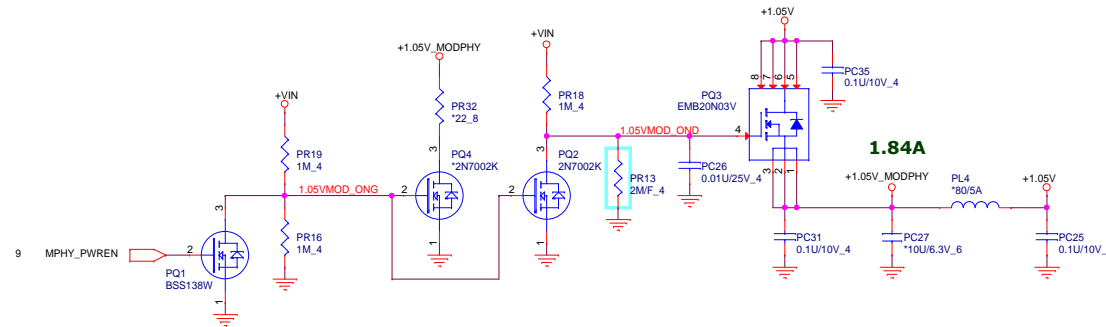 +1.05V
+VIN
+1.05V_MODPHY
8
7
6
5
PC35
0.1U/10V_4
+VIN
PR32
*22_8
PR18
1M_4
PQ3
EMB20N03V
PR19
1M_4
3
PQ4
*2N7002K
3
PQ2
2N7002K
1.05VMOD_OND
4
1.84A
PR13
2M/F_4
PC26
0.01U/25V_4
3
2
1
+1.05V_MODPHY
PL4
*80/5A
+1.05V
1.05VMOD_ONG
2
2
3
PR16
1M_4
1
1
PC31
0.1U/10V_4
PC27
*10U/6.3V_6
PC25
0.1U/10V_
9
MPHY_PWREN
2
PQ1
BSS138W
1